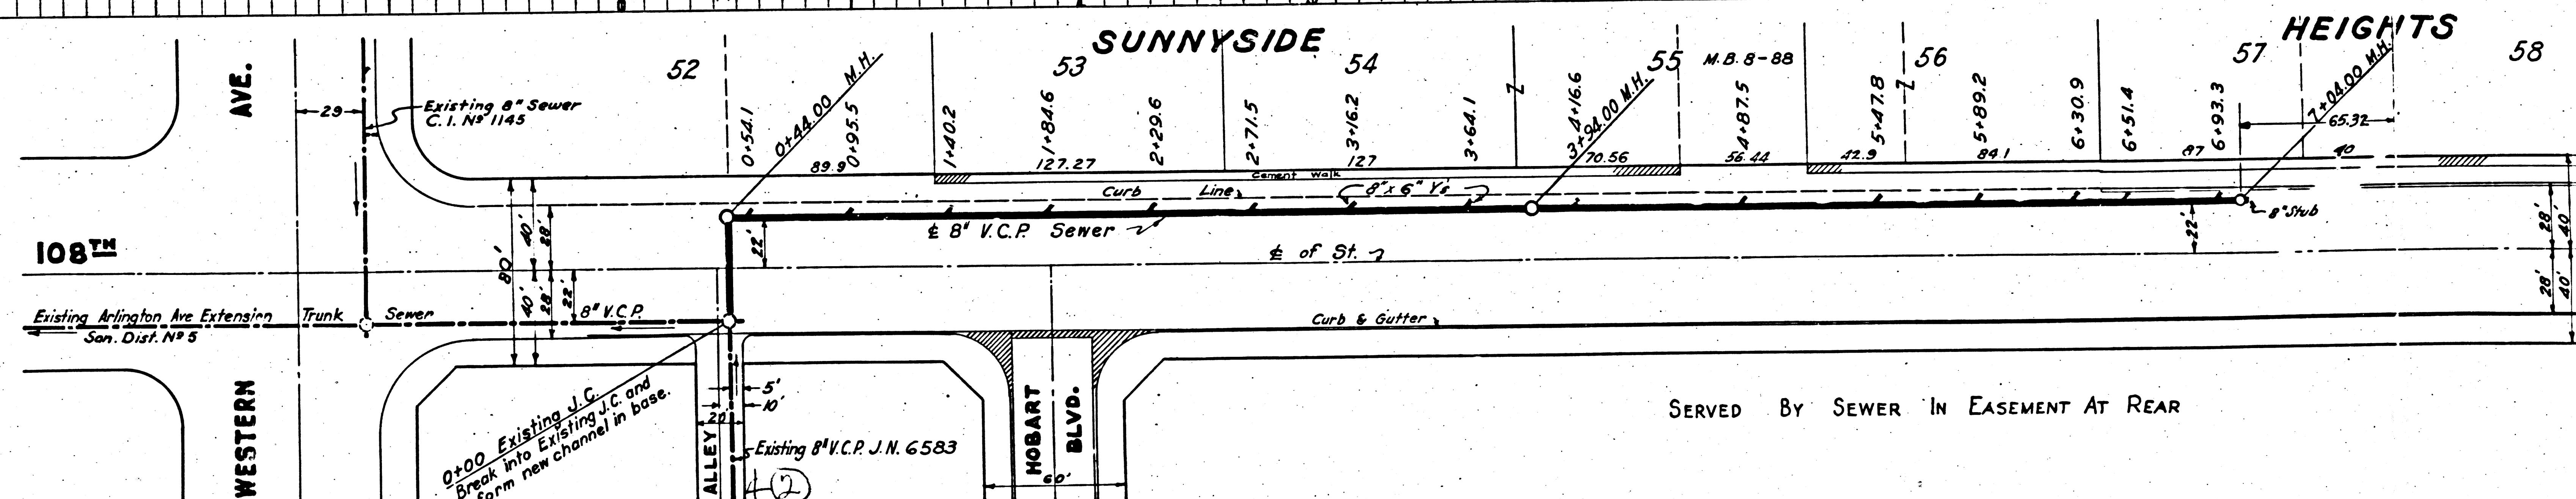 SUNNYSIDE HEIGHTS
52 53 54 55 M.B. 8-88 56 57 58
WESTERN AVE.
29
Existing 8" Sewer
C.I. Nº 1145
0+54.1
0+44.00 M.H.
0+95.5
1+40.2
1+84.6
2+29.6
2+71.5
3+16.2
3+64.1
4+16.6
3+94.00 M.H.
4+87.5
5+47.8
5+89.2
6+30.9
6+51.4
6+93.3
7+04.00 M.H.
65.32
89.9 127.27 127 70.56 56.44 42.9 84.1 87 40
Cement Walk
Curb Line
8" x 6" Y's
℄ 8" V.C.P. Sewer
8" Stub
22'
22'
108TH
℄ of St.
80'
40' 28'
40' 28' 22'
28' 40'
28' 40'
Existing Arlington Ave Extension Trunk Sewer
San. Dist. Nº 5
8" V.C.P.
Curb & Gutter
0+00 Existing J.C.
Break into Existing J.C. and
form new channel in base.
5'
10'
20'
ALLEY
Existing 8" V.C.P. J.N. 6583
4 2
HOBART BLVD.
60'
SERVED BY SEWER IN EASEMENT AT REAR